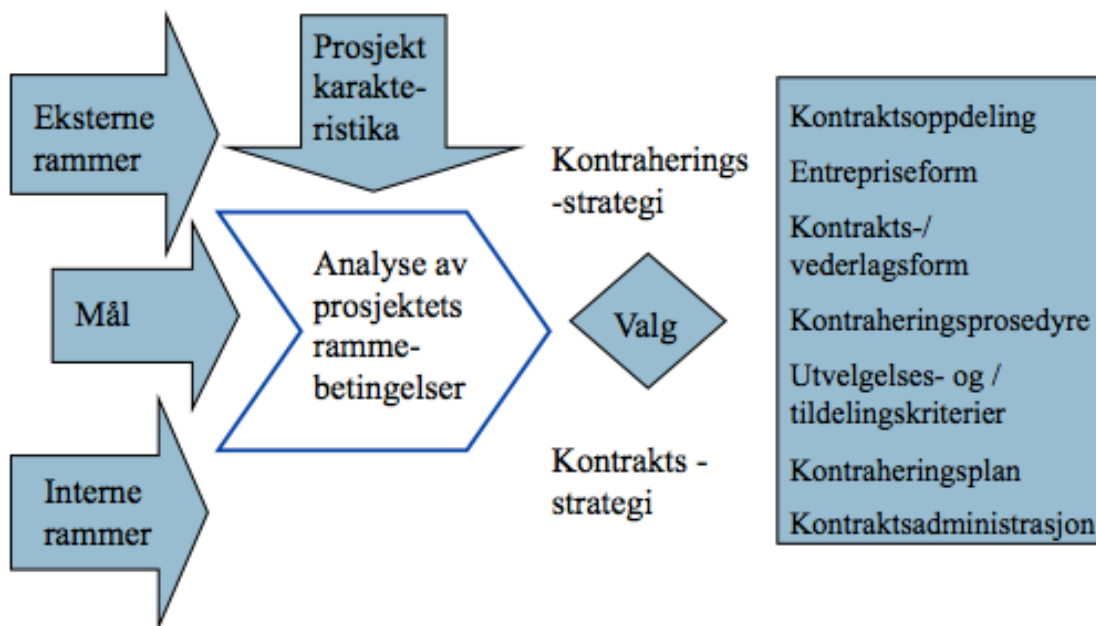 Eksterne
rammer
Prosjekt
karakte-
ristika
Mål
Interne
rammer
Analyse av
prosjektets
ramme-
betingelser
Kontraherings
-strategi
Valg
Kontrakts -
strategi
Kontraktsoppdeling
Entrepriseform
Kontrakts-/
vederlagsform
Kontraheringsprosedyre
Utvelgelses- og /
tildelingskriterier
Kontraheringsplan
Kontraktsadministrasjon